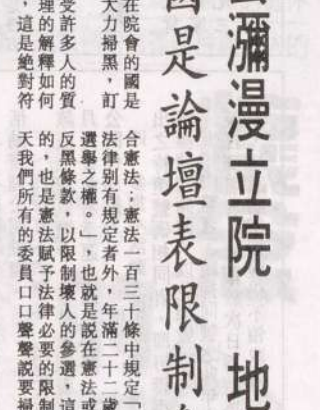 瀰漫立院 地
國是論壇表限制
在院會的國是
大力掃黑，訂
受許多人的質
理的解釋如何
，這是絕對符
合憲法；憲法一百三十條中規定「
法律別有規定者外，年滿二十二歲
選舉之權。」，也就是說在憲法或
反黑條款，以限制壞人的參選，這
的，也是憲法賦予法律必要的限制
天我們所有的委員口口聲聲說要掃